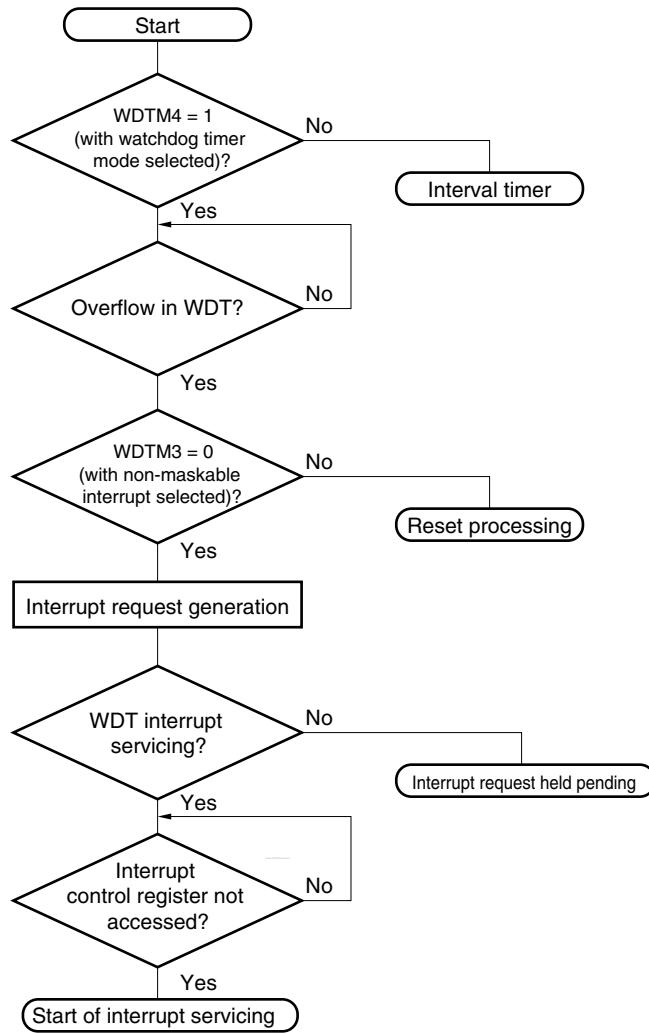 Start
WDTM4 = 1
(with watchdog timer
mode selected)?
No
Interval timer
Yes
Overflow in WDT?
No
Yes
WDTM3 = 0
(with non-maskable
interrupt selected)?
No
Reset processing
Yes
Interrupt request generation
WDT interrupt
servicing?
No
Interrupt request held pending
Yes
Interrupt
control register not
accessed?
No
Yes
Start of interrupt servicing